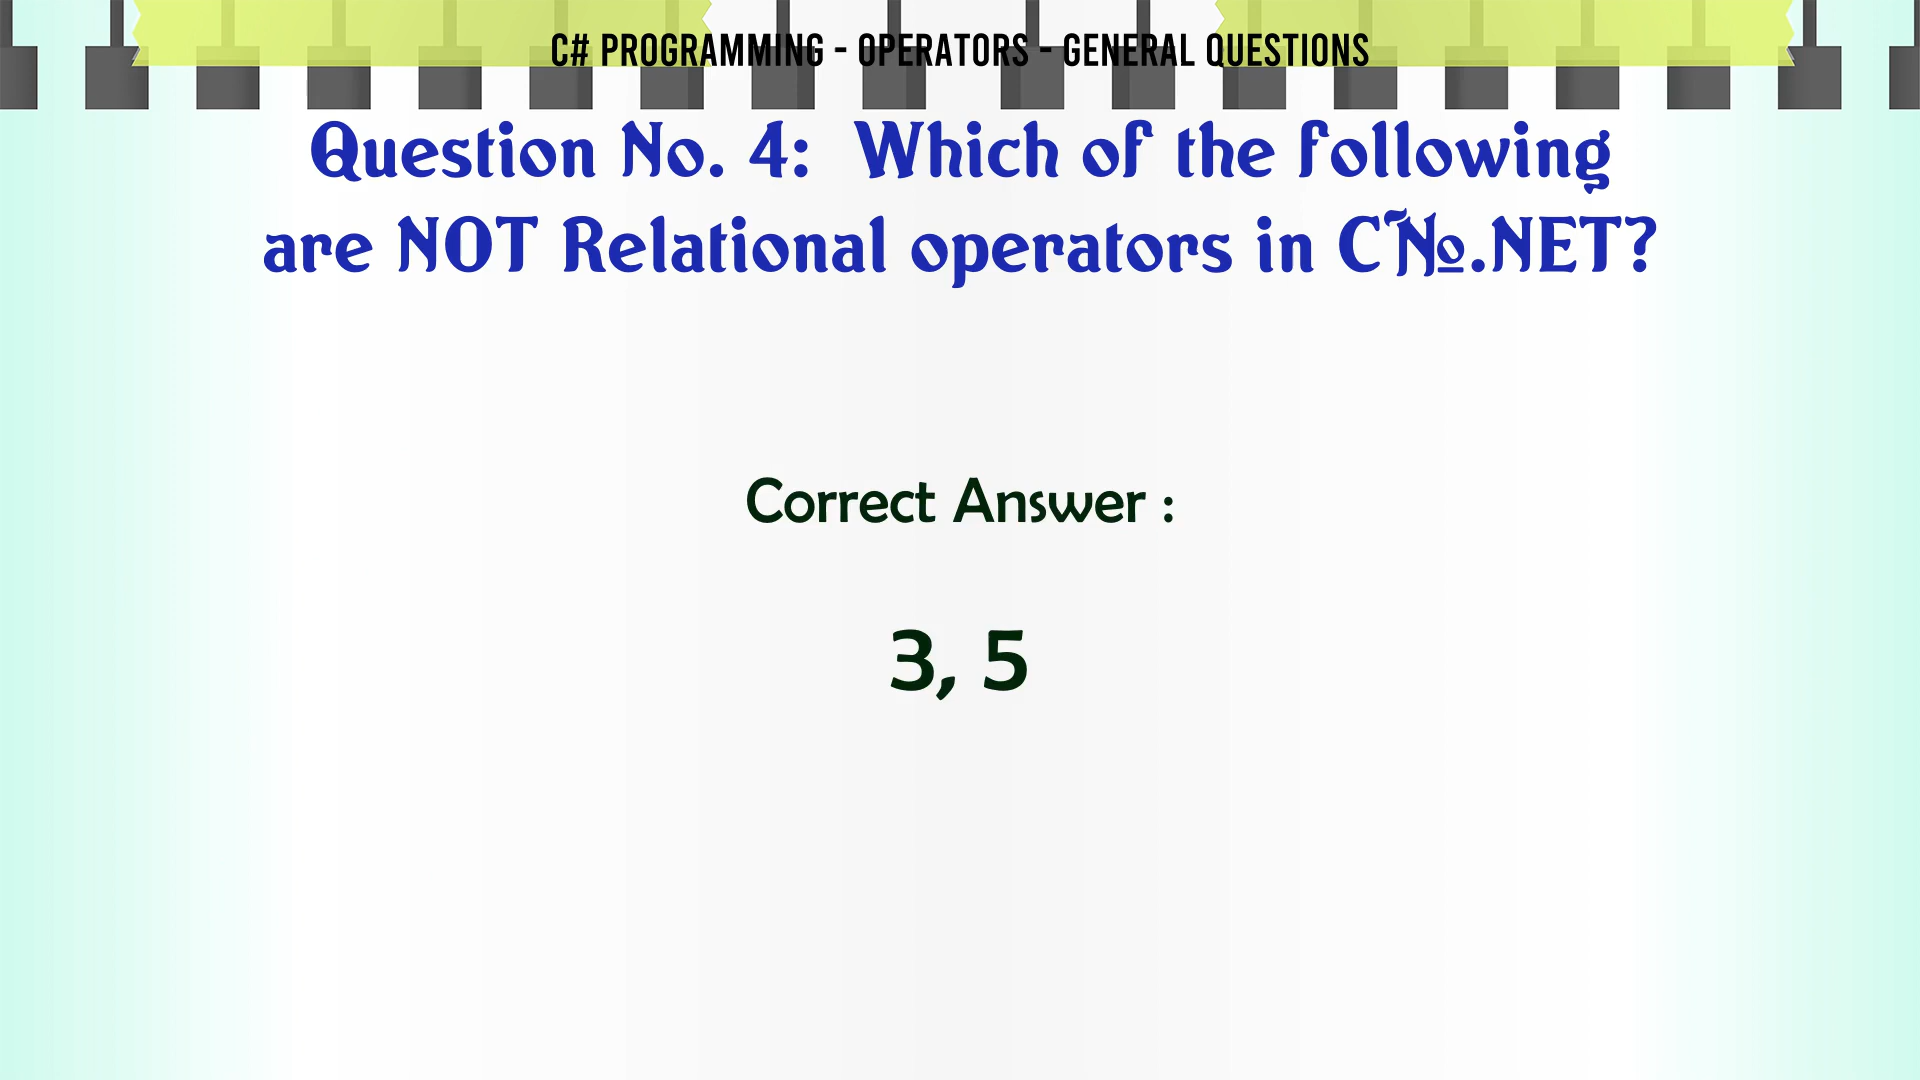 C# PROGRAMMING - OPERATORS - GENERAL QUESTIONS
Question No. 4: Which of the following
are NOT Relational operators in C№.NET?
Correct Answer :
3, 5